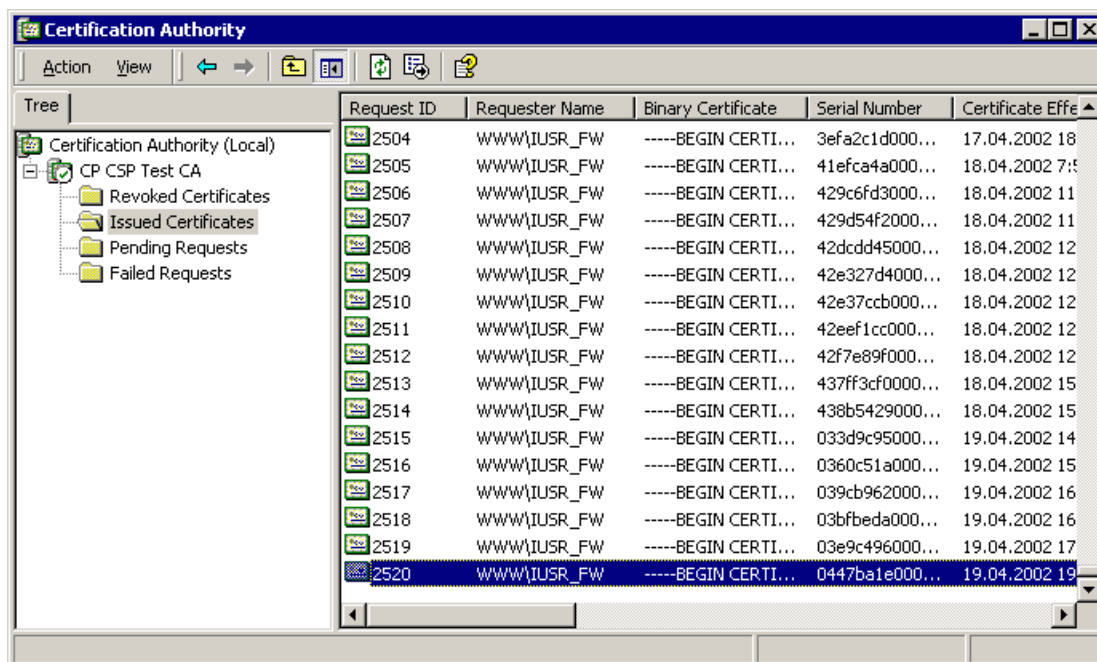 Certification Authority
Action View
Tree
Certification Authority (Local)
CP CSP Test CA
Revoked Certificates
Issued Certificates
Pending Requests
Failed Requests
Request ID Requester Name Binary Certificate Serial Number Certificate Effe
2504 WWW\IUSR_FW -----BEGIN CERTI... 3efa2c1d000... 17.04.2002 18
2505 WWW\IUSR_FW -----BEGIN CERTI... 41efca4a000... 18.04.2002 7:5
2506 WWW\IUSR_FW -----BEGIN CERTI... 429c6fd3000... 18.04.2002 11
2507 WWW\IUSR_FW -----BEGIN CERTI... 429d54f2000... 18.04.2002 11
2508 WWW\IUSR_FW -----BEGIN CERTI... 42dcdd45000... 18.04.2002 12
2509 WWW\IUSR_FW -----BEGIN CERTI... 42e327d4000... 18.04.2002 12
2510 WWW\IUSR_FW -----BEGIN CERTI... 42e37ccb000... 18.04.2002 12
2511 WWW\IUSR_FW -----BEGIN CERTI... 42eef1cc000... 18.04.2002 12
2512 WWW\IUSR_FW -----BEGIN CERTI... 42f7e89f000... 18.04.2002 12
2513 WWW\IUSR_FW -----BEGIN CERTI... 437ff3cf0000... 18.04.2002 15
2514 WWW\IUSR_FW -----BEGIN CERTI... 438b5429000... 18.04.2002 15
2515 WWW\IUSR_FW -----BEGIN CERTI... 033d9c95000... 19.04.2002 14
2516 WWW\IUSR_FW -----BEGIN CERTI... 0360c51a000... 19.04.2002 15
2517 WWW\IUSR_FW -----BEGIN CERTI... 039cb962000... 19.04.2002 16
2518 WWW\IUSR_FW -----BEGIN CERTI... 03bfbeda000... 19.04.2002 16
2519 WWW\IUSR_FW -----BEGIN CERTI... 03e9c496000... 19.04.2002 17
2520 WWW\IUSR_FW -----BEGIN CERTI... 0447ba1e000... 19.04.2002 19